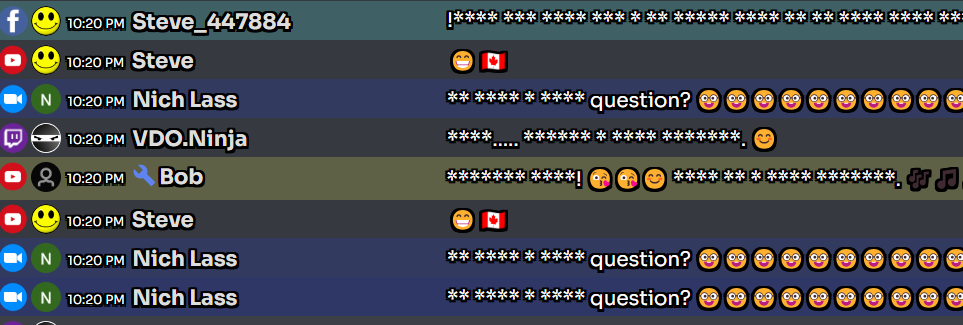 10:20 PM Steve_447884 !**** *** **** *** * ** ***** **** ** ** **** **** **
10:20 PM Steve 😁 🇨🇦
N 10:20 PM Nich Lass ** **** * **** question? 🤓🤓🤓🤓🤓🤓🤓🤓🤓🤓
10:20 PM VDO.Ninja ****..... ****** * **** *******. 😊
10:20 PM 🔧 Bob ******* ****! 😘 😘 😊 **** ** * **** *******. 🎶 🎵
10:20 PM Steve 😁 🇨🇦
N 10:20 PM Nich Lass ** **** * **** question? 🤓🤓🤓🤓🤓🤓🤓🤓🤓🤓
N 10:20 PM Nich Lass ** **** * **** question? 🤓🤓🤓🤓🤓🤓🤓🤓🤓🤓